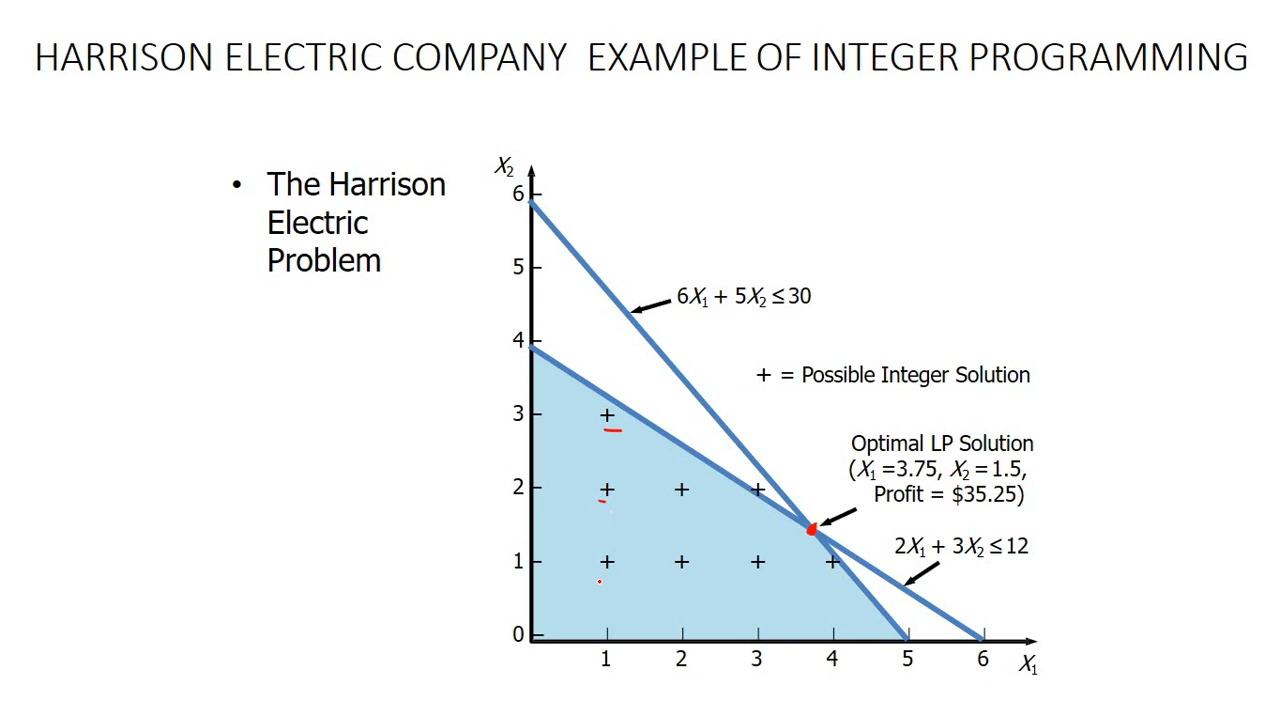 HARRISON ELECTRIC COMPANY  EXAMPLE OF INTEGER PROGRAMMING
• The Harrison
Electric
Problem
X₂
6
5
4
3
2
1
0
1 2 3 4 5 6
X₁
6X₁ + 5X₂ ≤ 30
+ = Possible Integer Solution
Optimal LP Solution
(X₁ =3.75, X₂ = 1.5,
Profit = $35.25)
2X₁ + 3X₂ ≤ 12